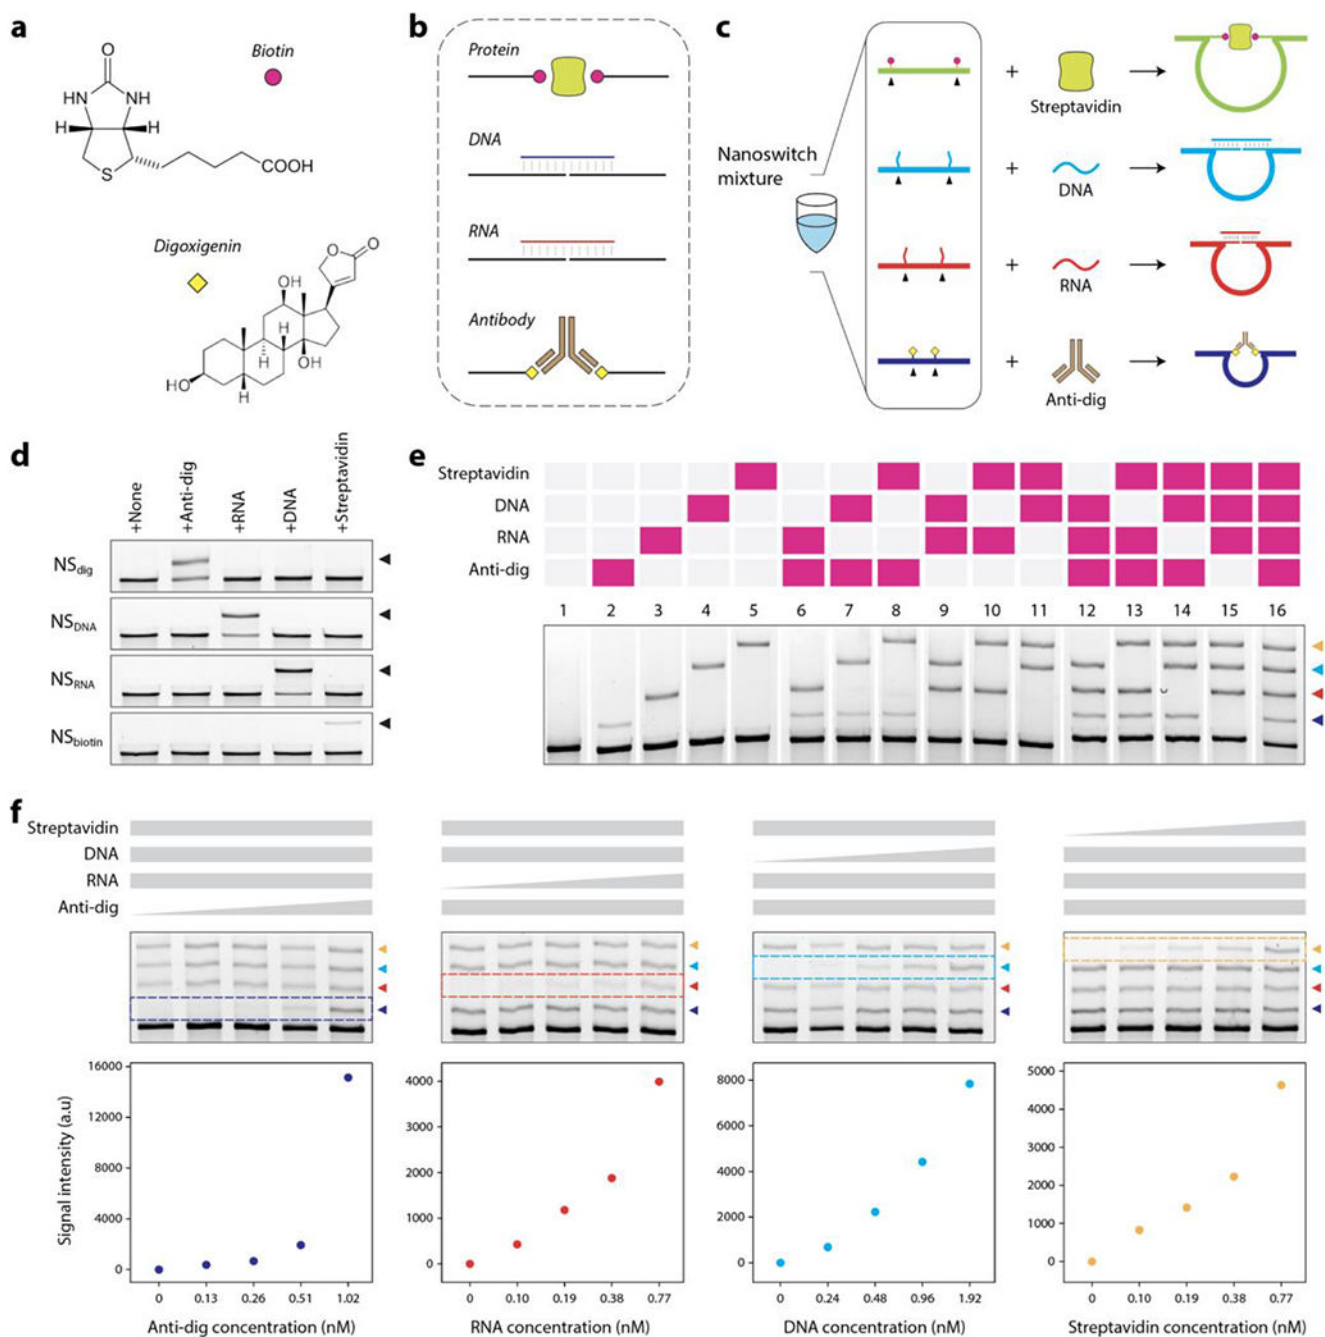 a
Biotin
O
HN
NH
H
H
S
COOH
Digoxigenin
O
O
OH
H
H
OH
HO
H
b
Protein
DNA
RNA
Antibody
c
Nanoswitch
mixture
+
Streptavidin
+
DNA
+
RNA
+
Anti-dig
d
+None
+Anti-dig
+RNA
+DNA
+Streptavidin
NSdig
NSDNA
NSRNA
NSbiotin
e
Streptavidin
DNA
RNA
Anti-dig
1 2 3 4 5 6 7 8 9 10 11 12 13 14 15 16
f
Streptavidin
DNA
RNA
Anti-dig
Signal intensity (a.u)
16000
12000
8000
4000
0
0 0.13 0.26 0.51 1.02
Anti-dig concentration (nM)
4000
3000
2000
1000
0
0 0.10 0.19 0.38 0.77
RNA concentration (nM)
8000
6000
4000
2000
0
0 0.24 0.48 0.96 1.92
DNA concentration (nM)
5000
4000
3000
2000
1000
0
0 0.10 0.19 0.38 0.77
Streptavidin concentration (nM)